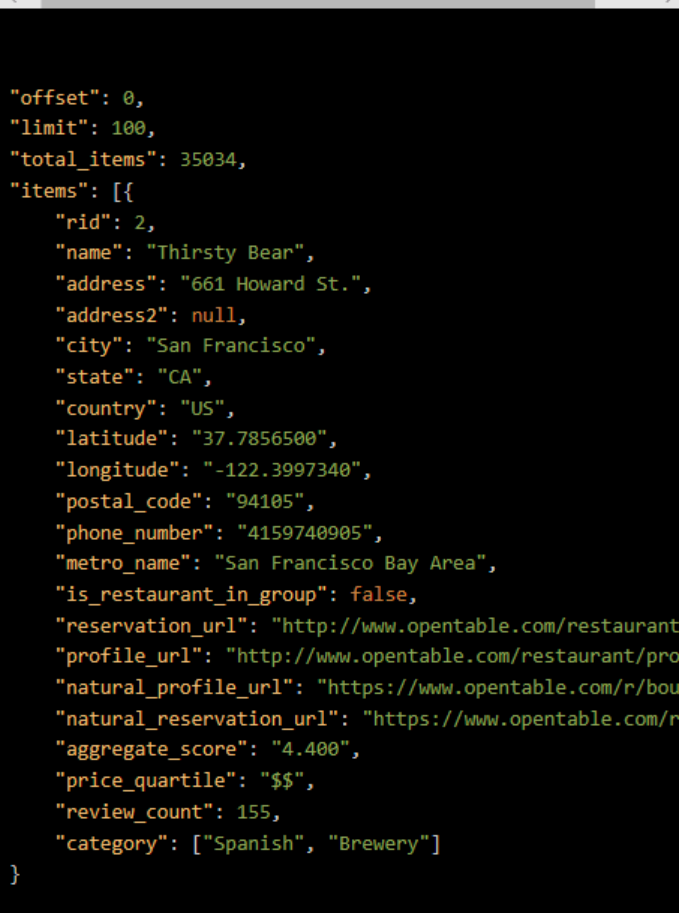 "offset": 0,
"limit": 100,
"total_items": 35034,
"items": [{
"rid": 2,
"name": "Thirsty Bear",
"address": "661 Howard St.",
"address2": null,
"city": "San Francisco",
"state": "CA",
"country": "US",
"latitude": "37.7856500",
"longitude": "-122.3997340",
"postal_code": "94105",
"phone_number": "4159740905",
"metro_name": "San Francisco Bay Area",
"is_restaurant_in_group": false,
"reservation_url": "http://www.opentable.com/restaurant
"profile_url": "http://www.opentable.com/restaurant/pro
"natural_profile_url": "https://www.opentable.com/r/bou
"natural_reservation_url": "https://www.opentable.com/r
"aggregate_score": "4.400",
"price_quartile": "$$",
"review_count": 155,
"category": ["Spanish", "Brewery"]
}